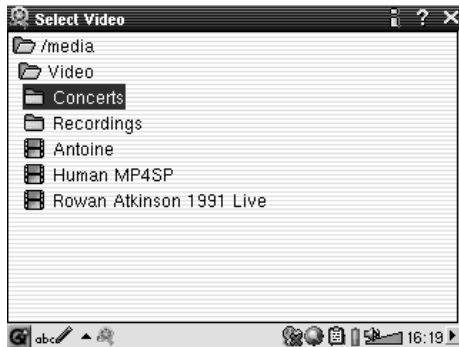 Select Video ? ×
/media
Video
Concerts
Recordings
Antoine
Human MP4SP
Rowan Atkinson 1991 Live
abc 16:19